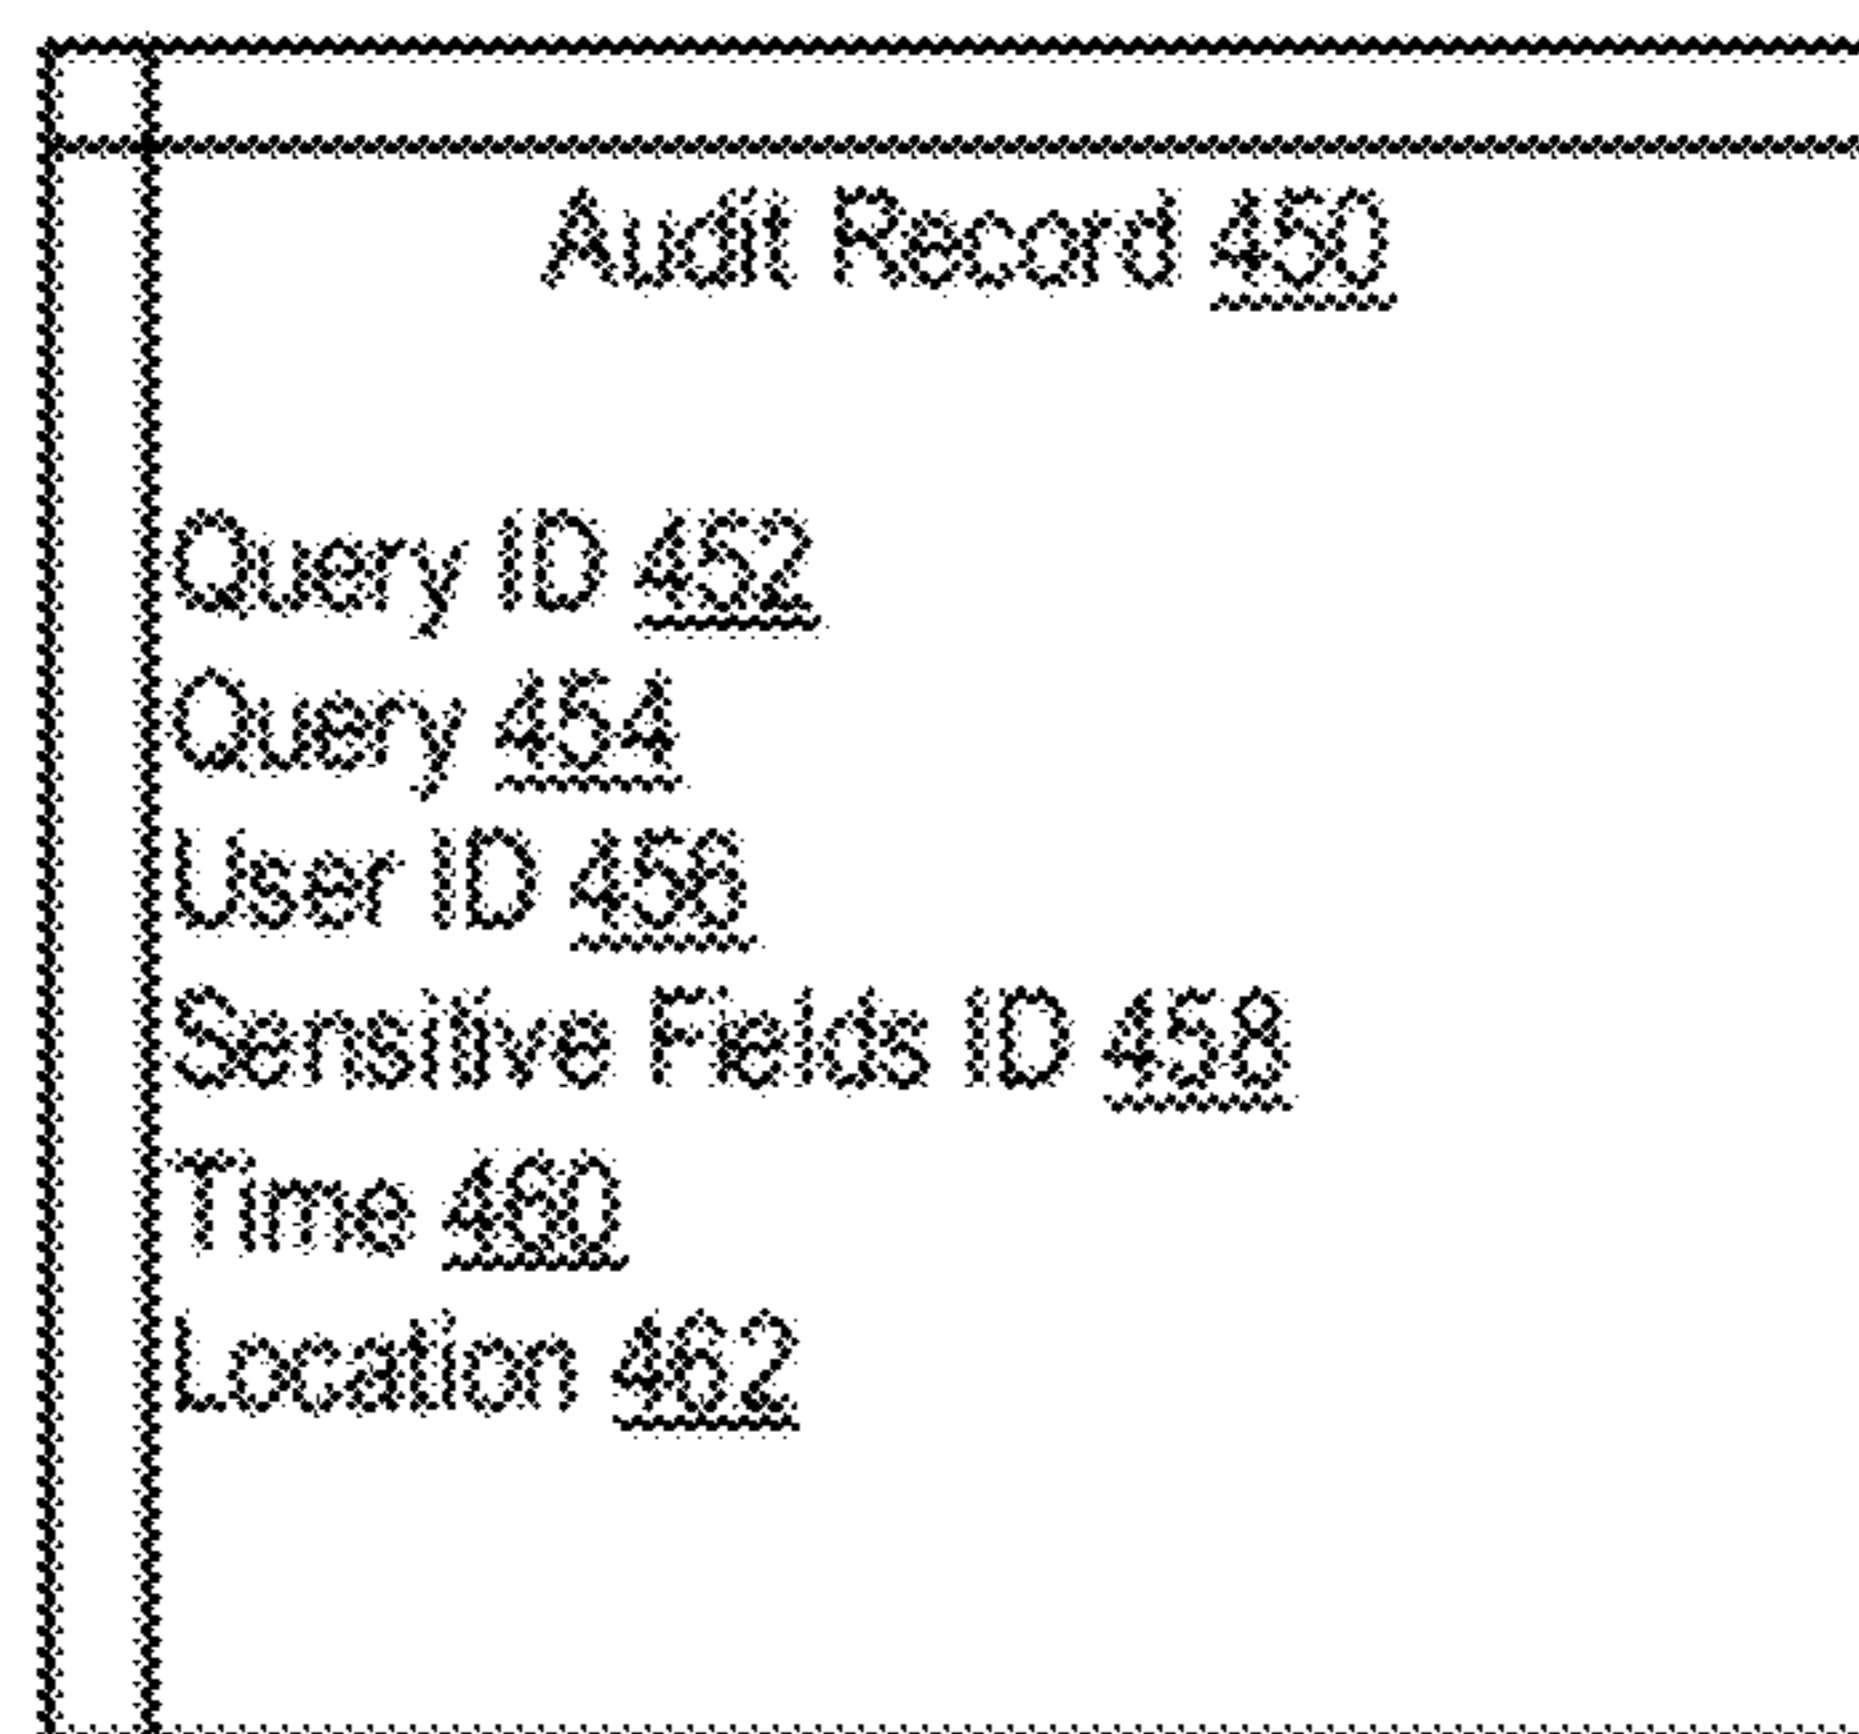 Audit Record 450
Query ID 452
Query 454
User ID 456
Sensitive Fields ID 458
Time 460
Location 462